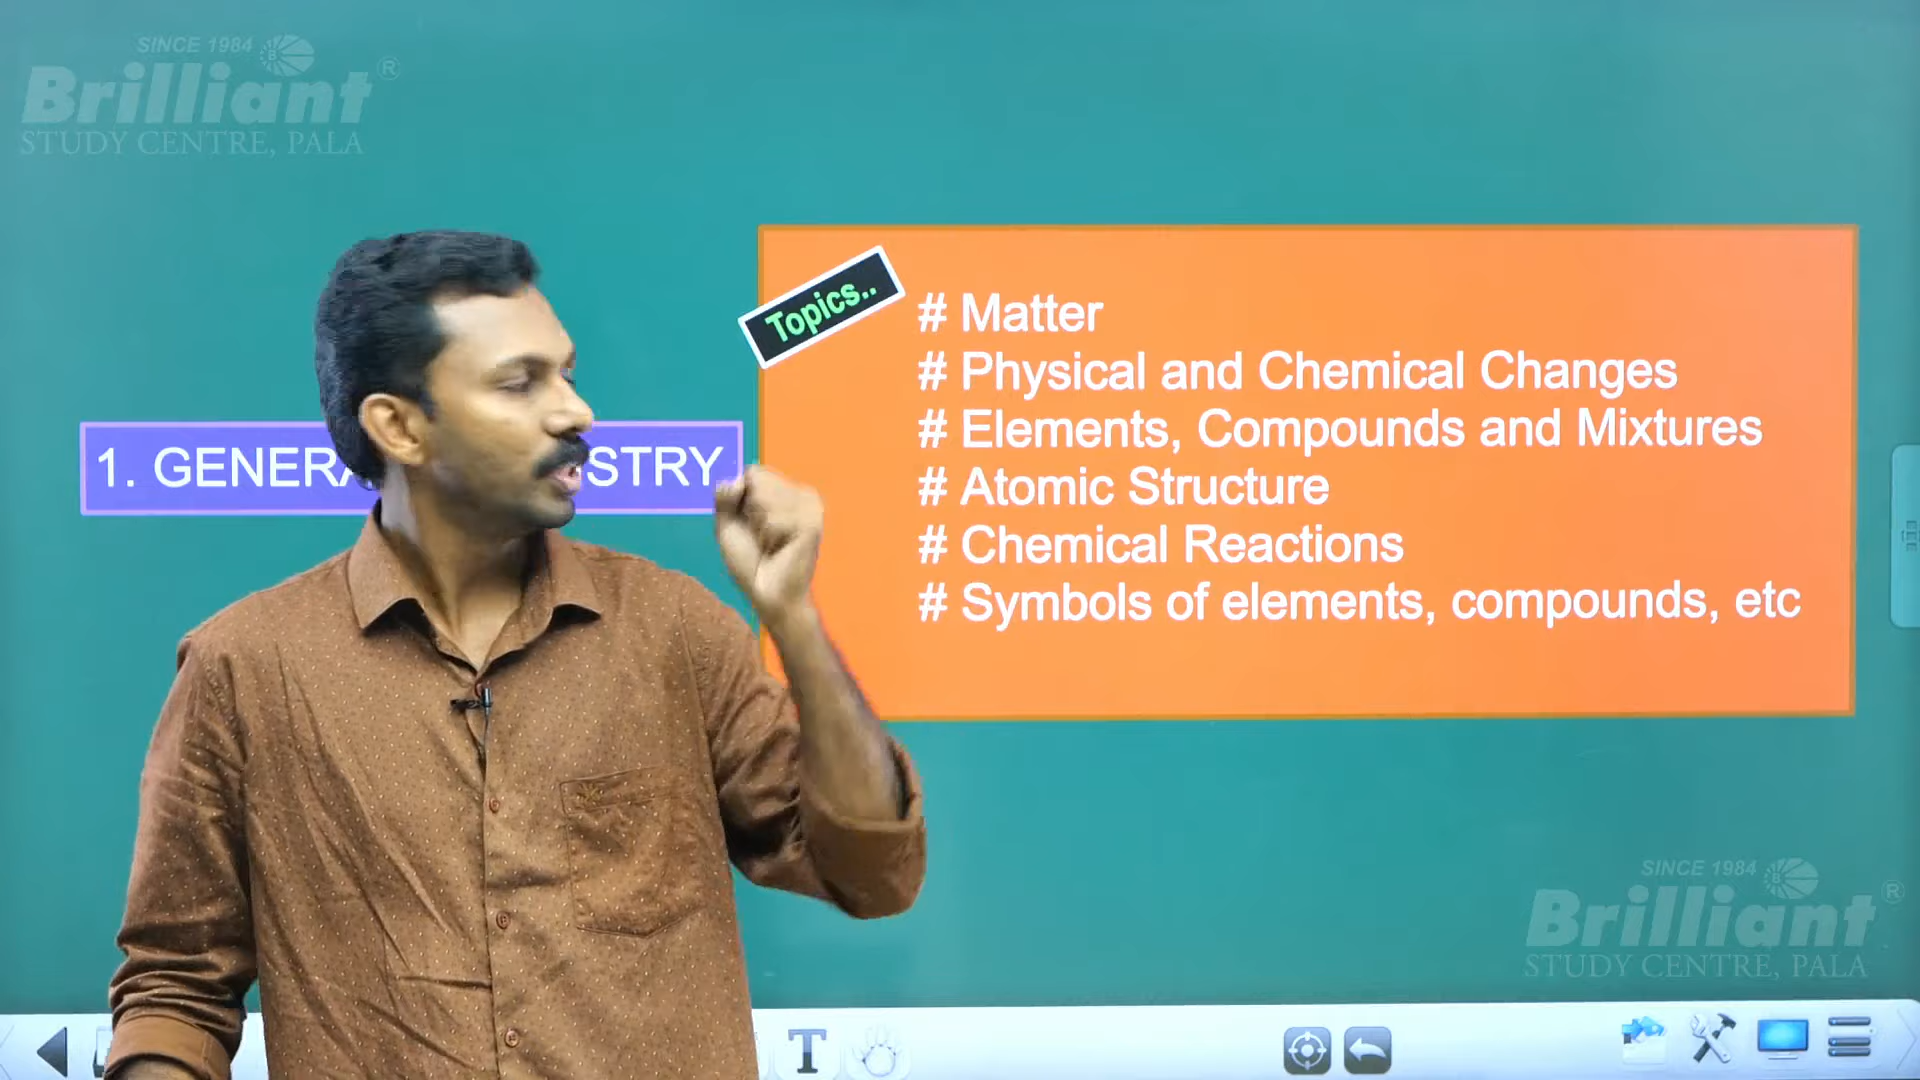 SINCE 1984
Brilliant®
STUDY CENTRE, PALA
Topics..
# Matter
# Physical and Chemical Changes
# Elements, Compounds and Mixtures
1. GENERA STRY
# Atomic Structure
# Chemical Reactions
# Symbols of elements, compounds, etc
SINCE 1984
Brilliant®
STUDY CENTRE, PALA
T